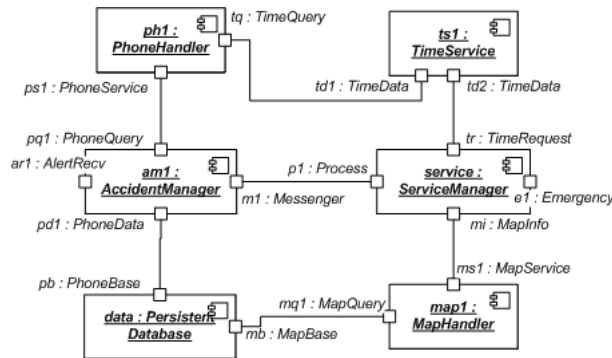 ph1 :
PhoneHandler
tq : TimeQuery
ts1 :
TimeService
ps1 : PhoneService
td1 : TimeData
td2 : TimeData
pq1 : PhoneQuery
tr : TimeRequest
ar1 : AlertRecv
am1 :
AccidentManager
p1 : Process
service :
ServiceManager
m1 : Messenger
e1 : Emergency
pd1 : PhoneData
mi : MapInfo
ms1 : MapService
pb : PhoneBase
mq1 : MapQuery
data : Persistent
Database
map1 :
MapHandler
mb : MapBase